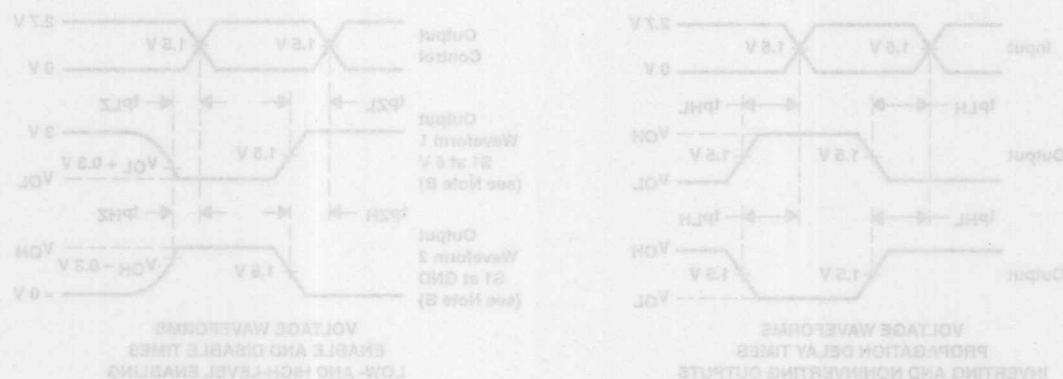 Input
1.5 V
1.5 V
2.7 V
0 V
tPLH
tPHL
Output
1.5 V
1.5 V
VOH
VOL
tPHL
tPLH
Output
1.5 V
1.5 V
VOH
VOL
VOLTAGE WAVEFORMS
PROPAGATION DELAY TIMES
INVERTING AND NONINVERTING OUTPUTS
Output
Control
1.5 V
1.5 V
2.7 V
0 V
tPZL
tPLZ
Output
Waveform 1
S1 at 6 V
(see Note B)
1.5 V
VOL + 0.3 V
3 V
VOL
tPZH
tPHZ
Output
Waveform 2
S1 at GND
(see Note B)
1.5 V
VOH – 0.3 V
VOH
≈ 0 V
VOLTAGE WAVEFORMS
ENABLE AND DISABLE TIMES
LOW- AND HIGH-LEVEL ENABLING